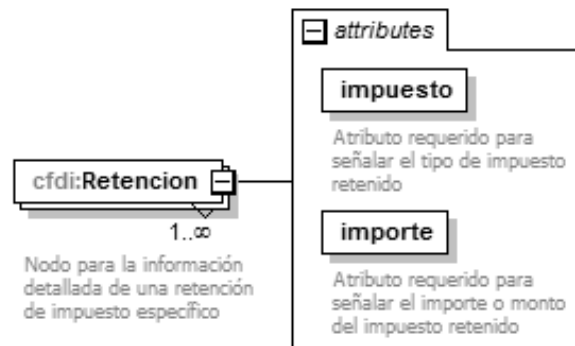 attributes
impuesto
Atributo requerido para
señalar el tipo de impuesto
retenido
cfdi:Retencion
1..∞
Nodo para la información
detallada de una retención
de impuesto específico
importe
Atributo requerido para
señalar el importe o monto
del impuesto retenido